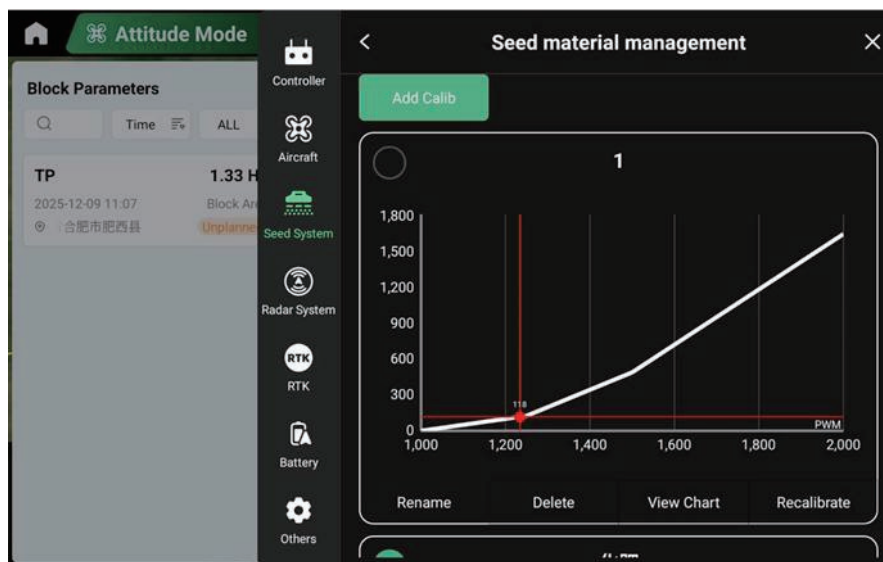 Attitude Mode
Block Parameters
Time
ALL
TP
1.33 H
2025-12-09 11:07
Block Are
合肥市肥西县
Unplanne
Controller
Aircraft
Seed System
Radar System
RTK
RTK
Battery
Others
Seed material management
Add Calib
1
1,800
1,500
1,200
900
600
300
0
118
PWM
1,000
1,200
1,400
1,600
1,800
2,000
Rename
Delete
View Chart
Recalibrate